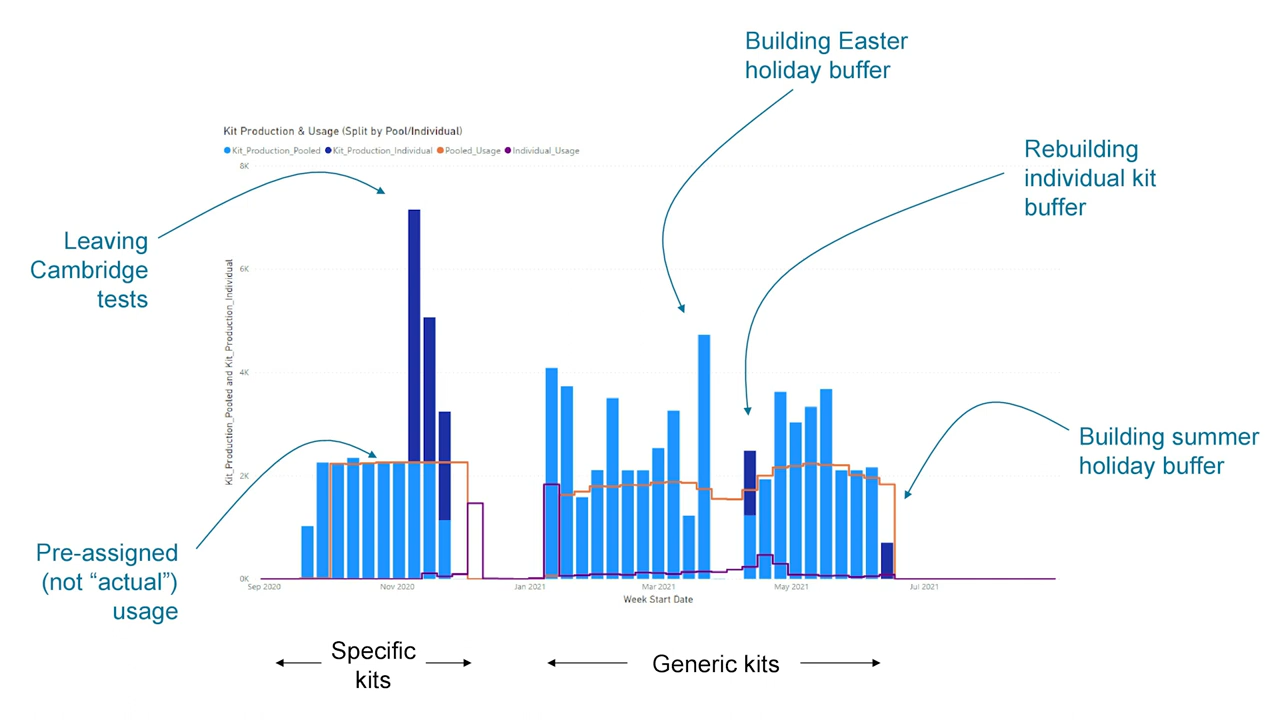 Building Easter
holiday buffer
Kit Production & Usage (Split by Pool/Individual)
Kit_Production_Pooled Kit_Production_Individual Pooled_Usage Individual_Usage
Rebuilding
individual kit
buffer
Leaving
Cambridge
tests
8K
6K
4K
2K
0K
Kit_Production_Pooled and Kit_Production_Individual
Building summer
holiday buffer
Pre-assigned
(not “actual”)
usage
Sep 2020 Nov 2020 Jan 2021 Mar 2021 May 2021 Jul 2021
Week Start Date
Specific
kits
Generic kits